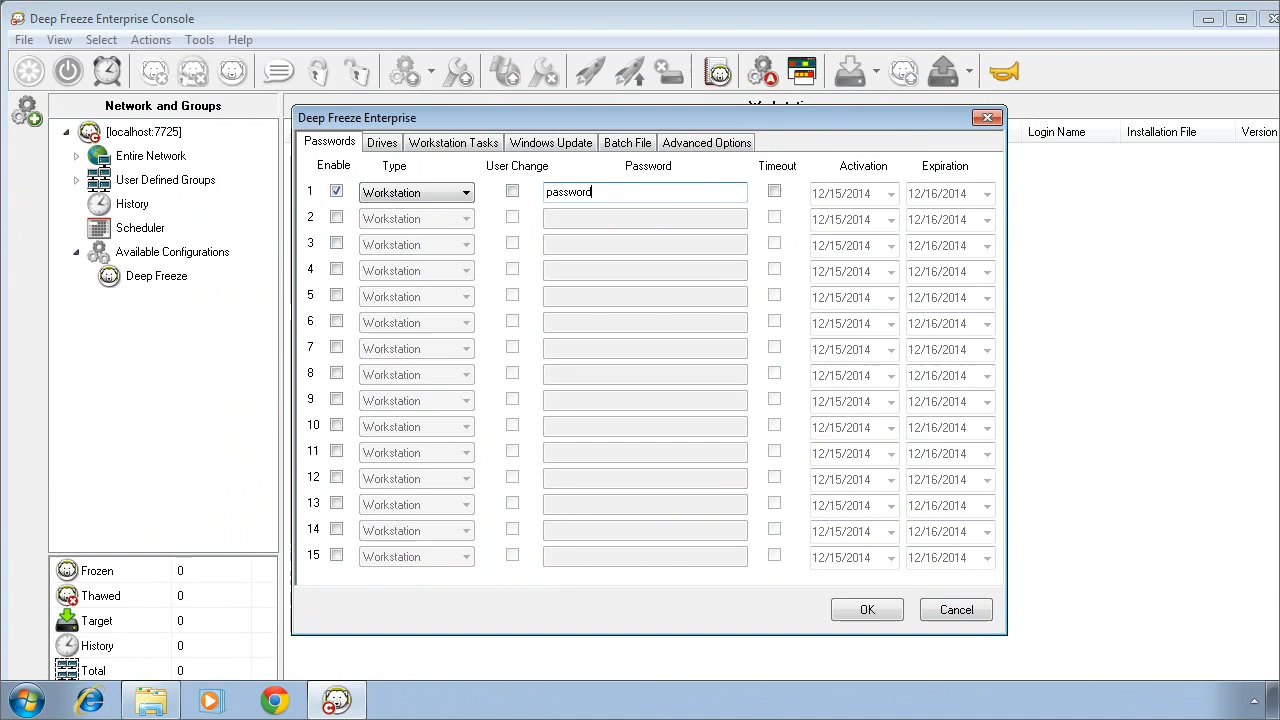 Deep Freeze Enterprise Console
File View Select Actions Tools Help
Network and Groups
[localhost:7725]
Entire Network
User Defined Groups
History
Scheduler
Available Configurations
Deep Freeze
Frozen 0
Thawed 0
Target 0
History 0
Total 0
Login Name Installation File Version
Deep Freeze Enterprise
Passwords Drives Workstation Tasks Windows Update Batch File Advanced Options
Enable Type User Change Password Timeout Activation Expiration
1 Workstation password 12/15/2014 12/16/2014
2 Workstation 12/15/2014 12/16/2014
3 Workstation 12/15/2014 12/16/2014
4 Workstation 12/15/2014 12/16/2014
5 Workstation 12/15/2014 12/16/2014
6 Workstation 12/15/2014 12/16/2014
7 Workstation 12/15/2014 12/16/2014
8 Workstation 12/15/2014 12/16/2014
9 Workstation 12/15/2014 12/16/2014
10 Workstation 12/15/2014 12/16/2014
11 Workstation 12/15/2014 12/16/2014
12 Workstation 12/15/2014 12/16/2014
13 Workstation 12/15/2014 12/16/2014
14 Workstation 12/15/2014 12/16/2014
15 Workstation 12/15/2014 12/16/2014
OK Cancel